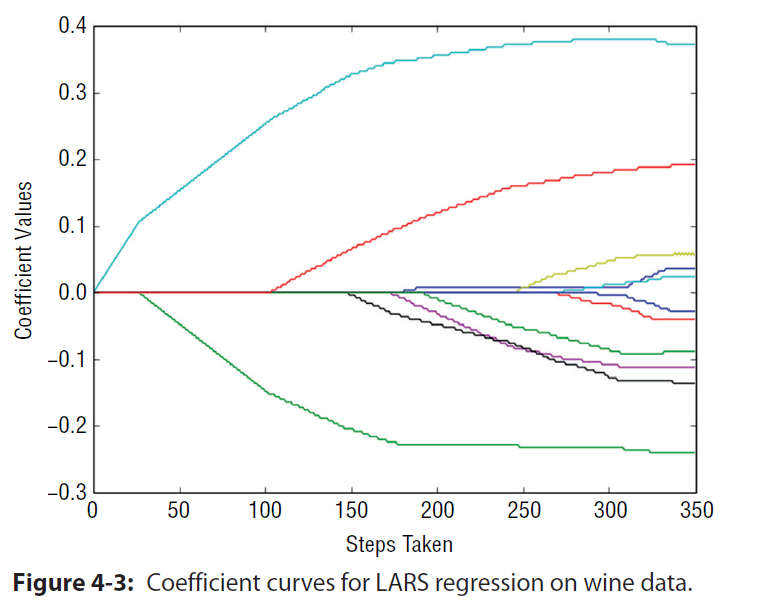 0.4
0.3
0.2
0.1
0.0
−0.1
−0.2
−0.3
Coefficient Values
0 50 100 150 200 250 300 350
Steps Taken
Figure 4-3: Coefficient curves for LARS regression on wine data.